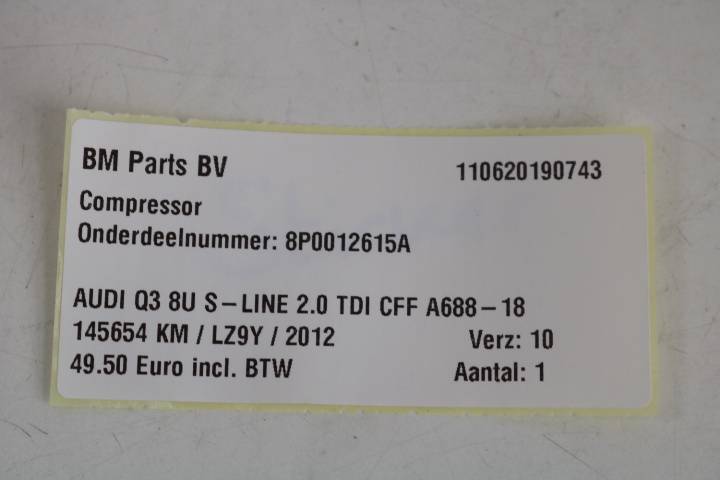 BM Parts BV 110620190743
Compressor
Onderdeelnummer: 8P0012615A
AUDI Q3 8U S-LINE 2.0 TDI CFF A688-18
145654 KM / LZ9Y / 2012 Verz: 10
49.50 Euro incl. BTW Aantal: 1